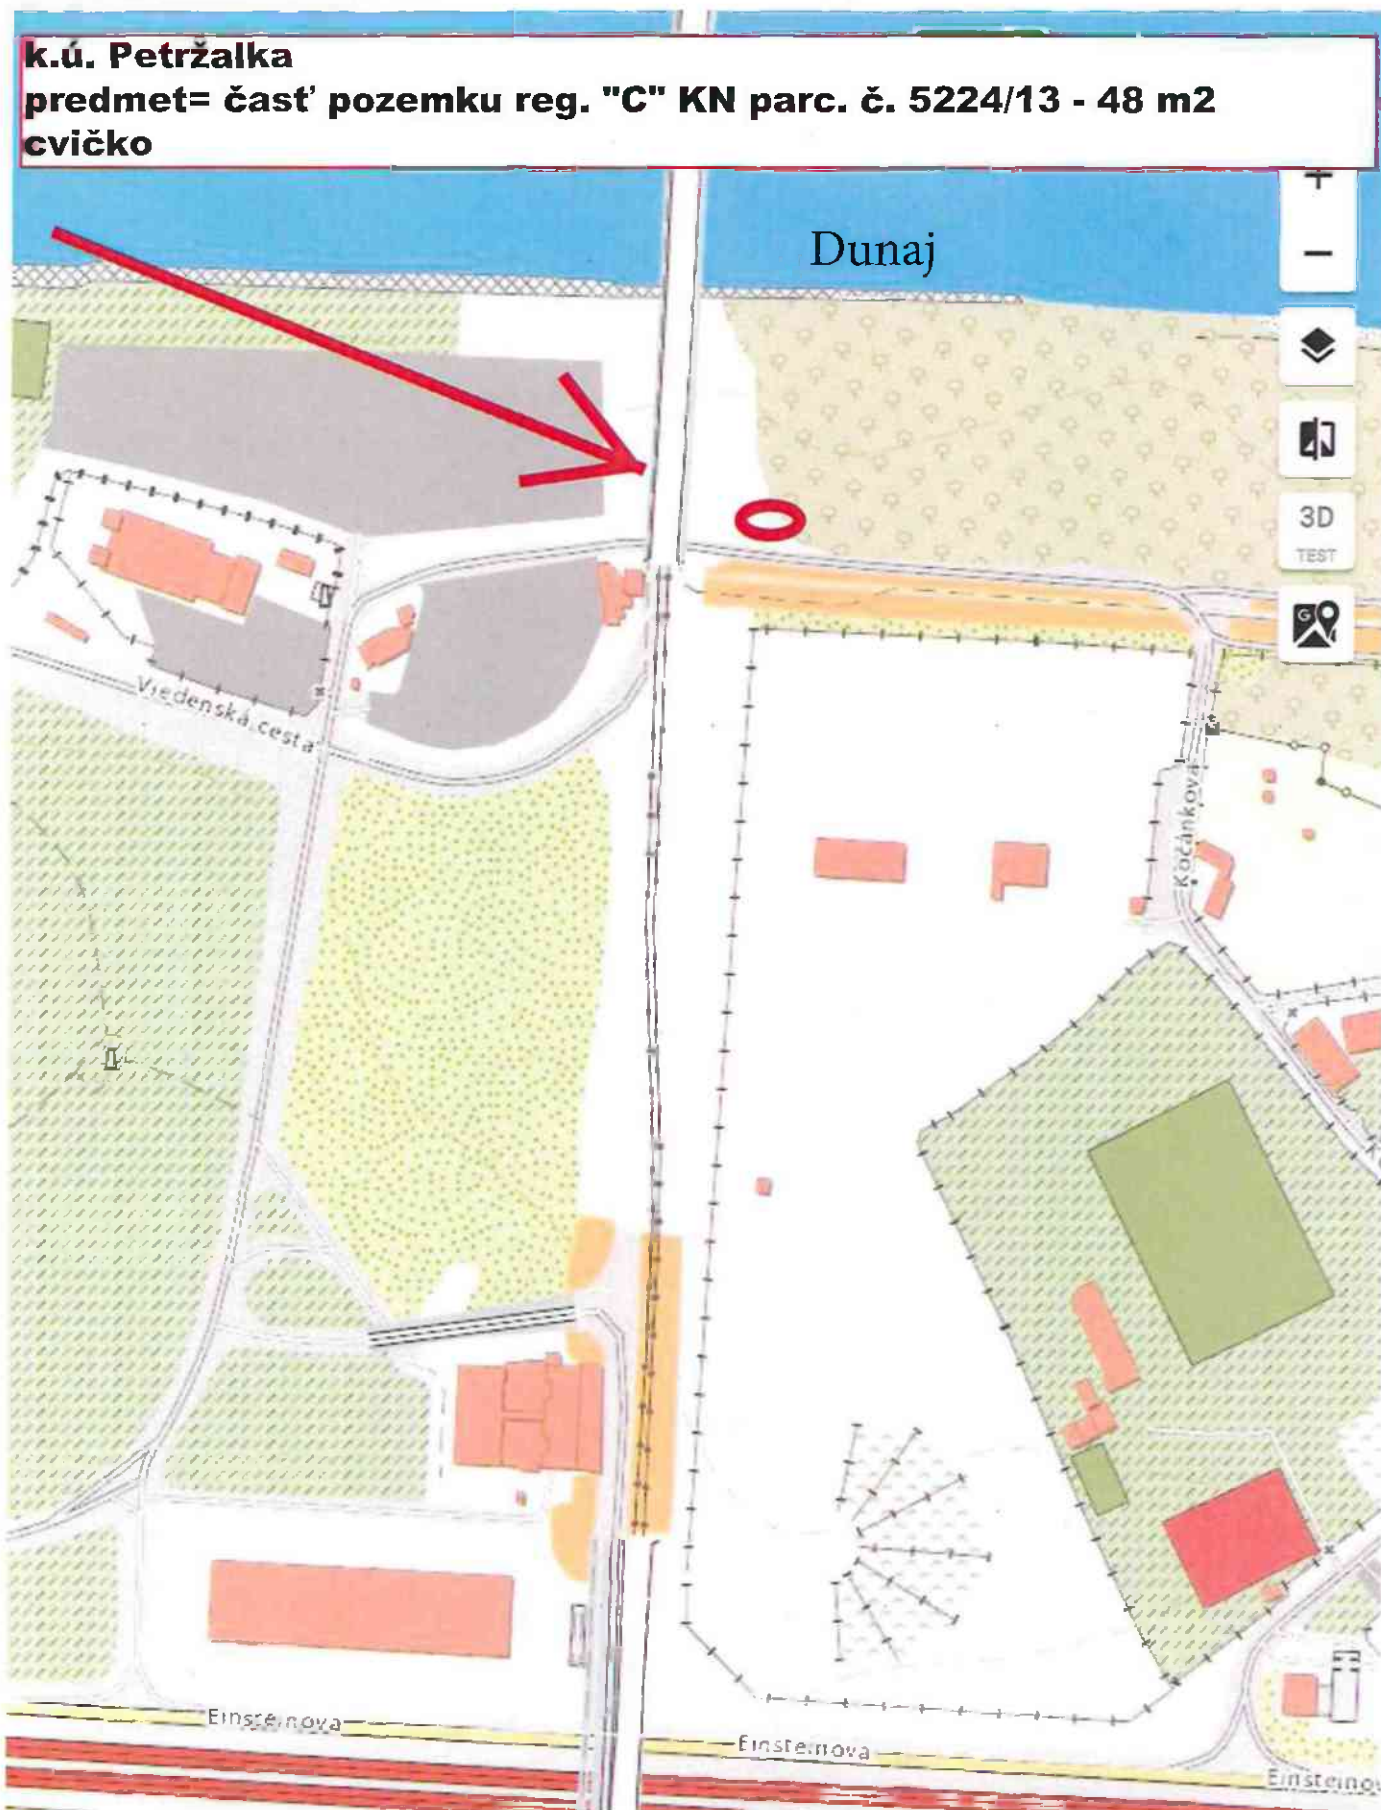 k.ú. Petržalka
predmet= časť pozemku reg. "C" KN parc. č. 5224/13 - 48 m2
cvičko
+
Dunaj
−
3D
TEST
G
Viedenská cesta
Kočánkova
Einsteinova
Einsteinova
Einsteinov